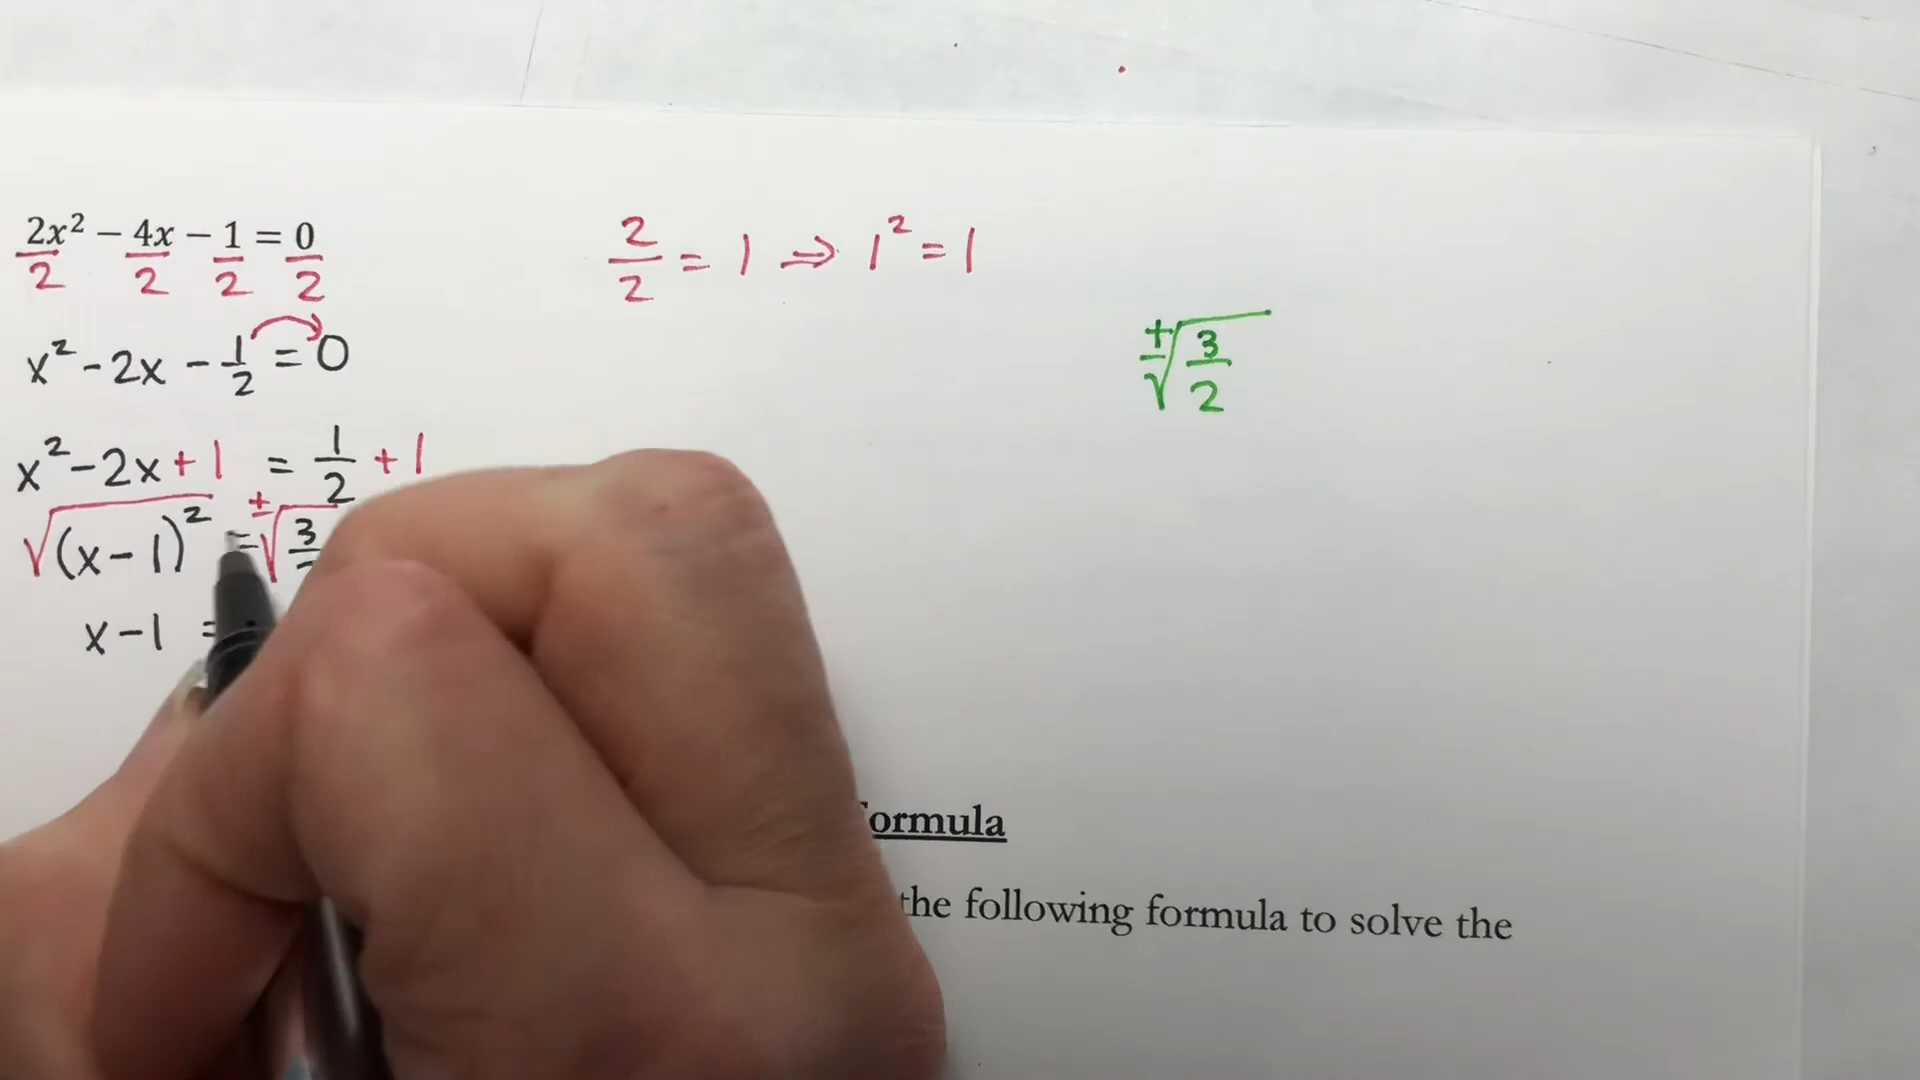 2x² − 4x − 1 = 0
2 2 2 2
x² - 2x - 1/2 = 0
x² - 2x + 1 = 1/2 + 1
√(x - 1)² = ±√3
x - 1 =
2/2 = 1 ⇒ 1² = 1
±√3/2
ormula
the following formula to solve the